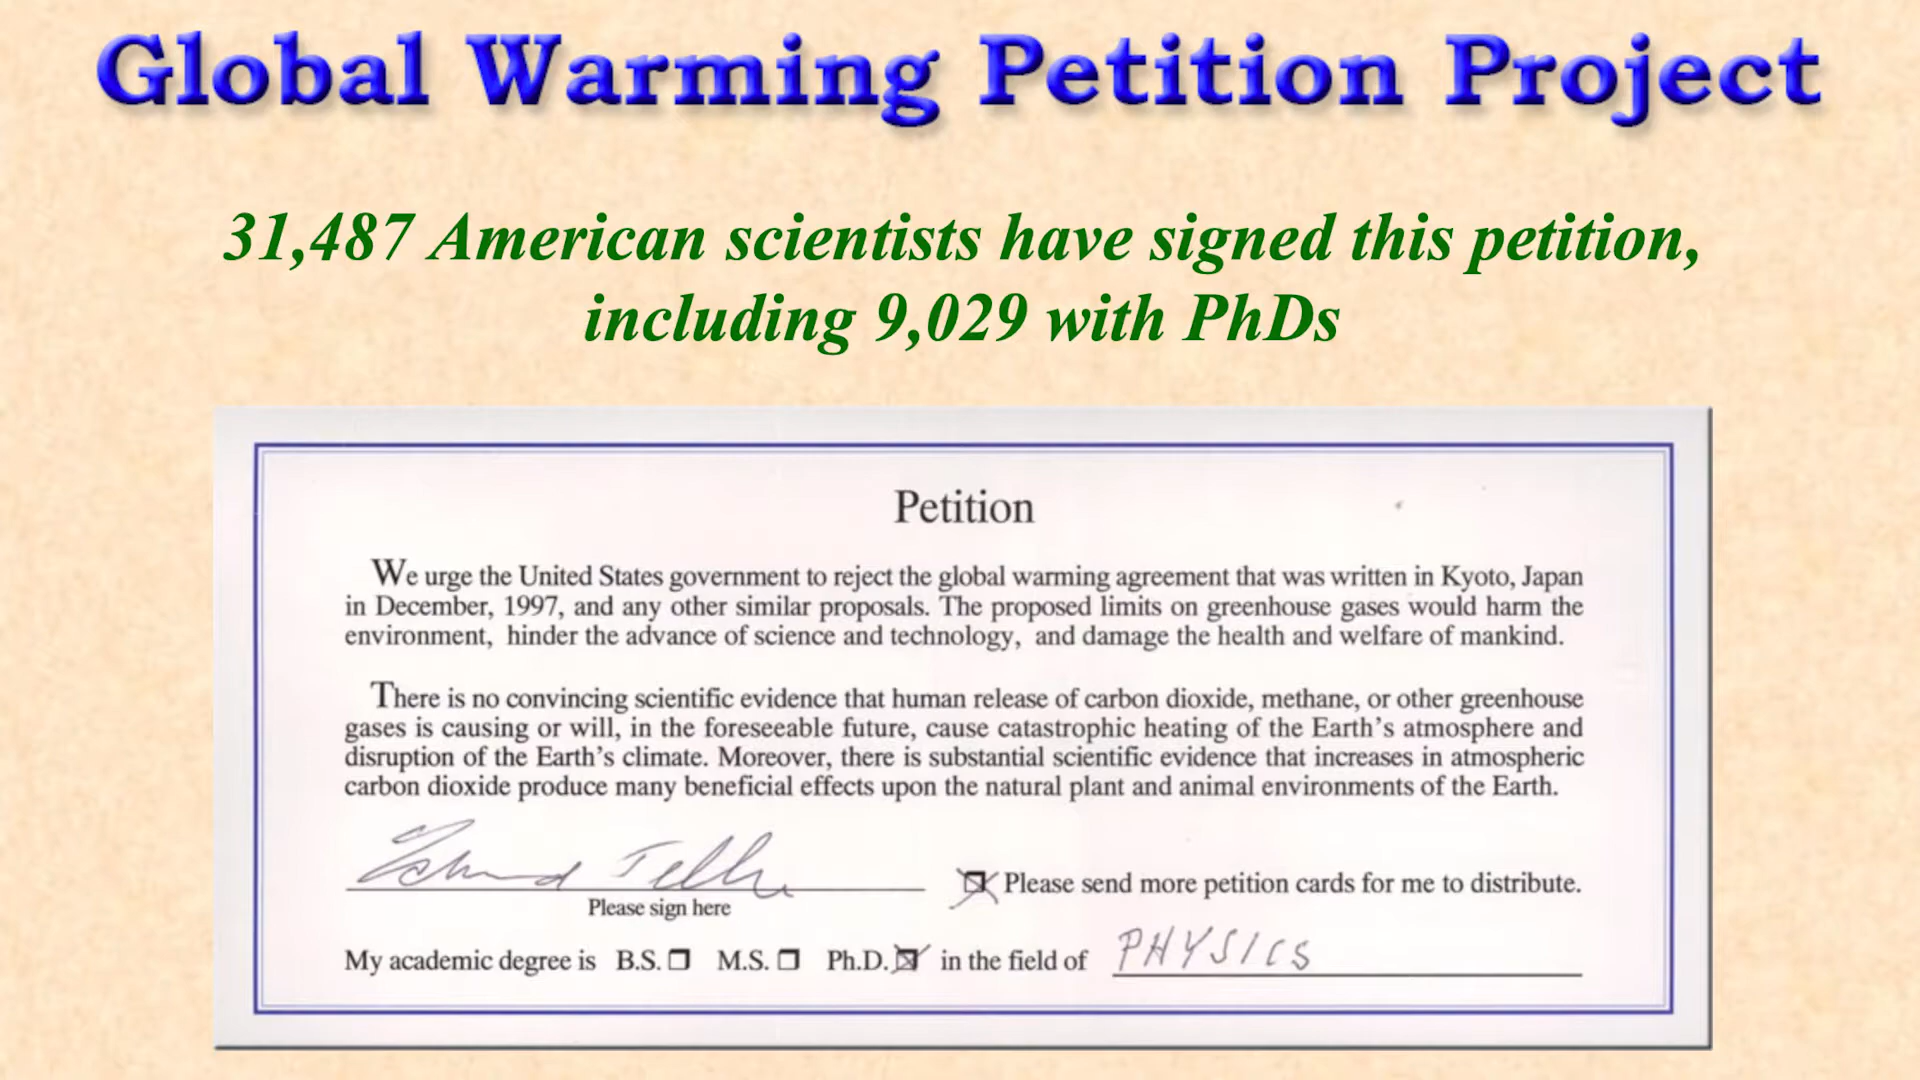 Global Warming Petition Project
31,487 American scientists have signed this petition,
including 9,029 with PhDs
Petition
We urge the United States government to reject the global warming agreement that was written in Kyoto, Japan
in December, 1997, and any other similar proposals. The proposed limits on greenhouse gases would harm the
environment, hinder the advance of science and technology, and damage the health and welfare of mankind.
There is no convincing scientific evidence that human release of carbon dioxide, methane, or other greenhouse
gases is causing or will, in the foreseeable future, cause catastrophic heating of the Earth's atmosphere and
disruption of the Earth's climate. Moreover, there is substantial scientific evidence that increases in atmospheric
carbon dioxide produce many beneficial effects upon the natural plant and animal environments of the Earth.
Edward Teller
Please send more petition cards for me to distribute.
Please sign here
My academic degree is B.S. M.S. Ph.D. in the field of PHYSICS